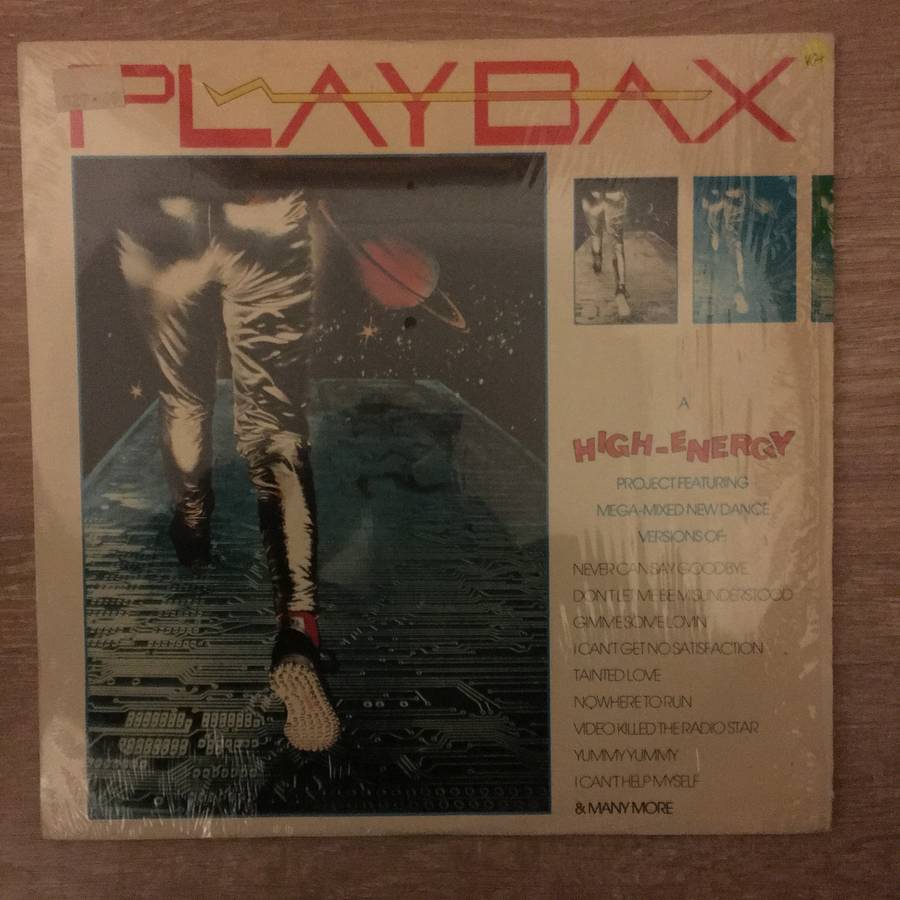 PLAYBAX
A
HIGH-ENERGY
PROJECT FEATURING
MEGA-MIXED NEW DANCE
VERSIONS OF:
NEVER CAN SAY GOODBYE
DON'T LET ME BE MISUNDERSTOOD
GIMME SOME LOVIN
I CAN'T GET NO SATISFACTION
TAINTED LOVE
NOWHERE TO RUN
VIDEO KILLED THE RADIO STAR
YUMMY YUMMY
I CAN'T HELP MYSELF
& MANY MORE